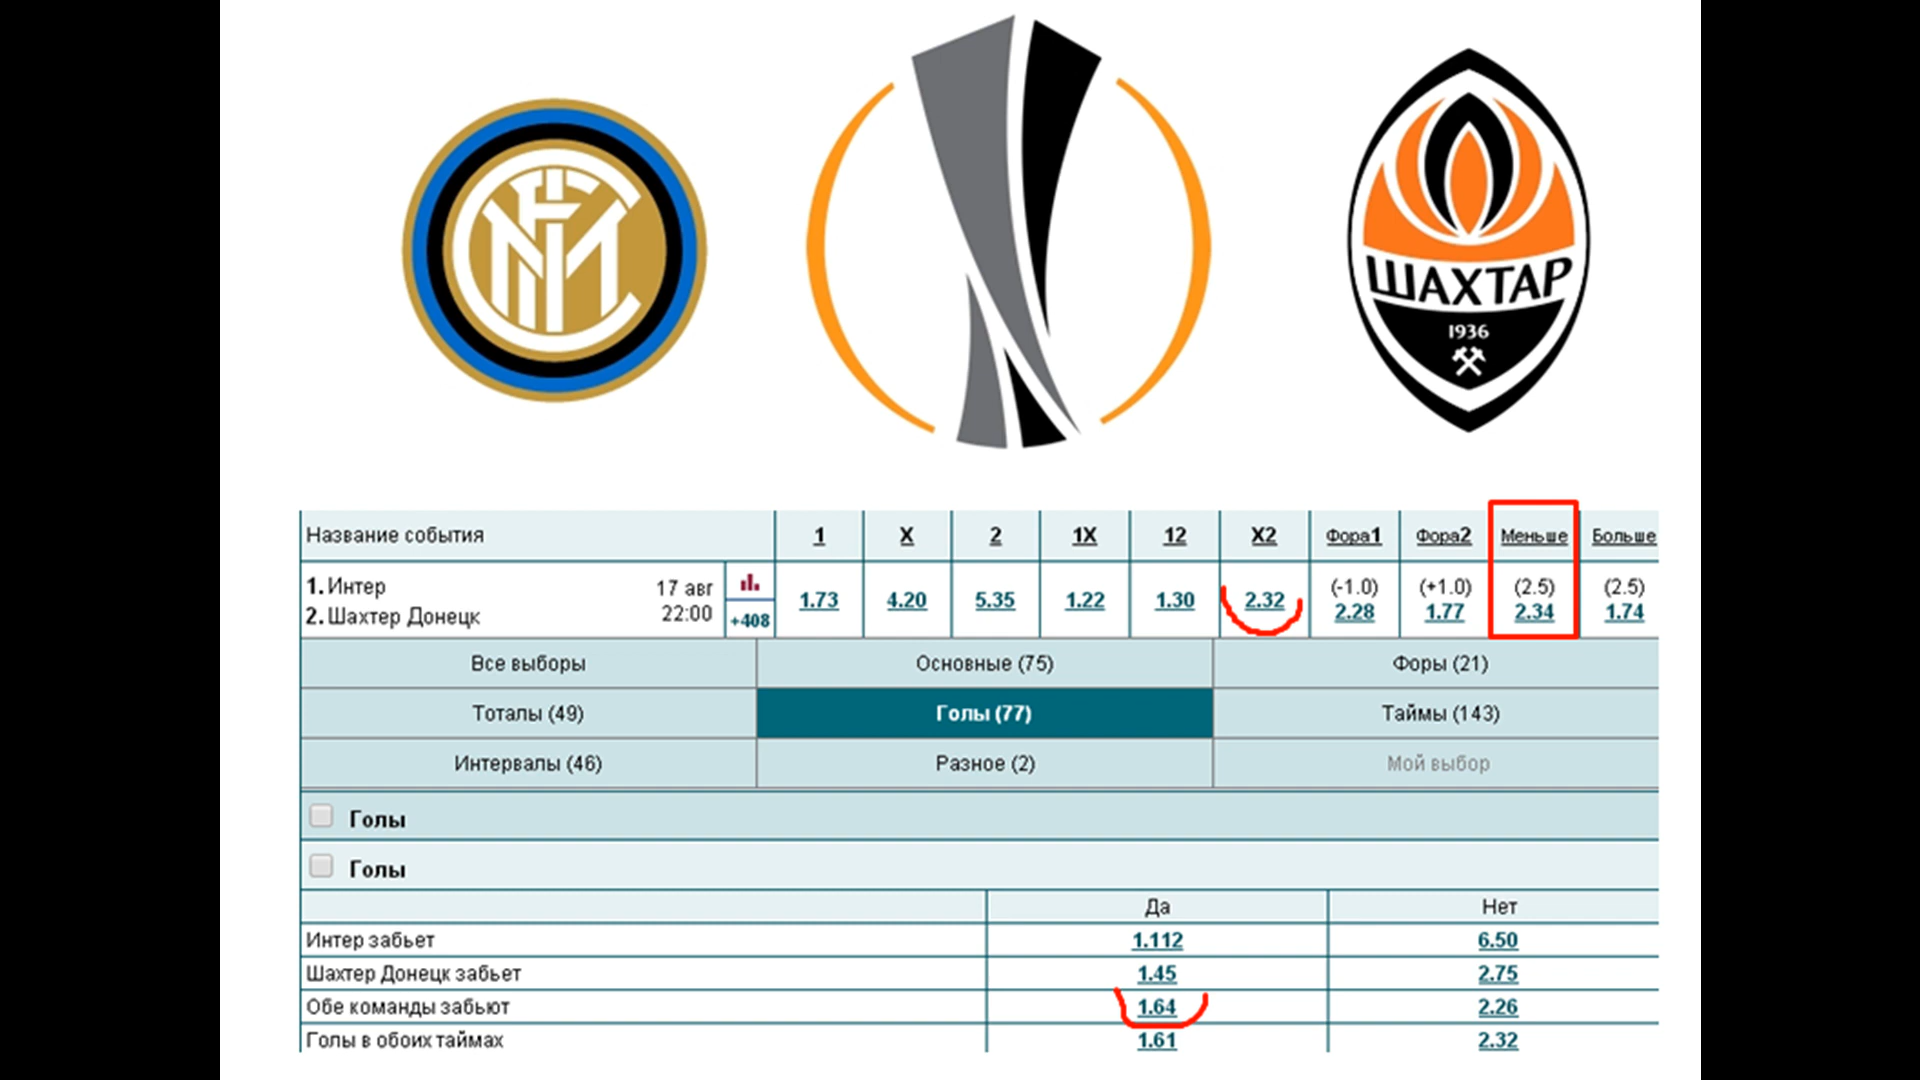 ШАХТАР
1936
Название события 1 X 2 1X 12 X2 Фора1 Фора2 Меньше Больше
1. Интер 17 авг (-1.0) (+1.0) (2.5) (2.5)
2. Шахтер Донецк 22:00 +408 1.73 4.20 5.35 1.22 1.30 2.32 2.28 1.77 2.34 1.74
Все выборы Основные (75) Форы (21)
Тоталы (49) Голы (77) Таймы (143)
Интервалы (46) Разное (2) Мой выбор
Голы
Голы
Да Нет
Интер забьет 1.112 6.50
Шахтер Донецк забьет 1.45 2.75
Обе команды забьют 1.64 2.26
Голы в обоих таймах 1.61 2.32